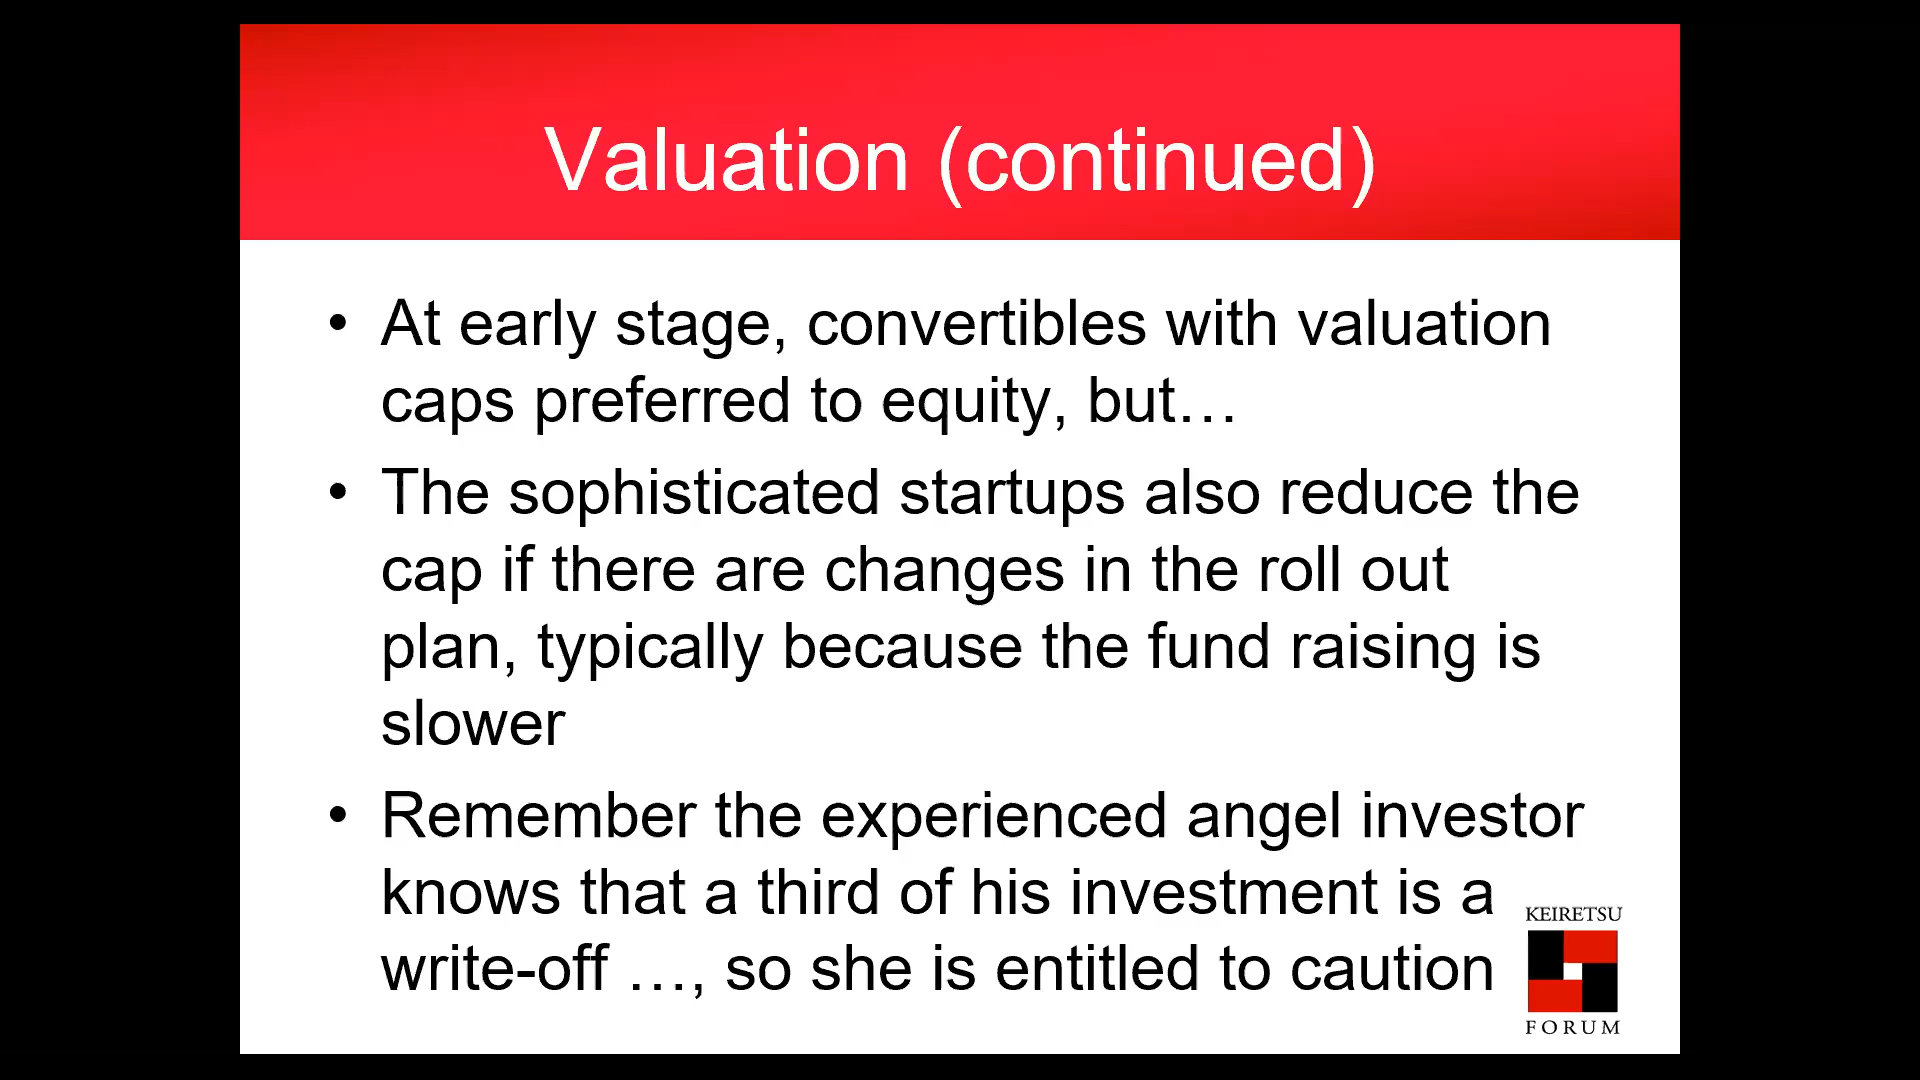 Valuation (continued)
• At early stage, convertibles with valuation
caps preferred to equity, but…
• The sophisticated startups also reduce the
cap if there are changes in the roll out
plan, typically because the fund raising is
slower
• Remember the experienced angel investor
knows that a third of his investment is a
write-off …, so she is entitled to caution
KEIRETSU
FORUM